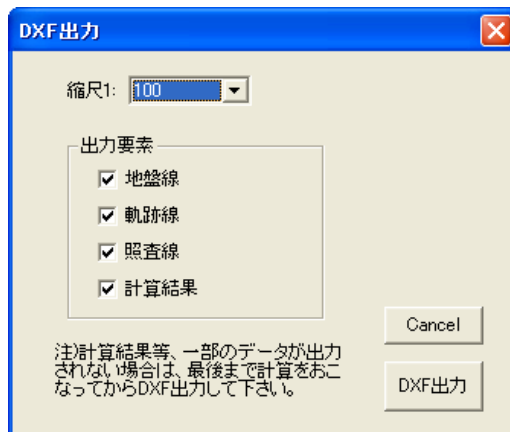 DXF出力
縮尺1: 100
出力要素
地盤線
軌跡線
照査線
計算結果
Cancel
注)計算結果等、一部のデータが出力
されない場合は、最後まで計算をおこ
なってからDXF出力して下さい。
DXF出力